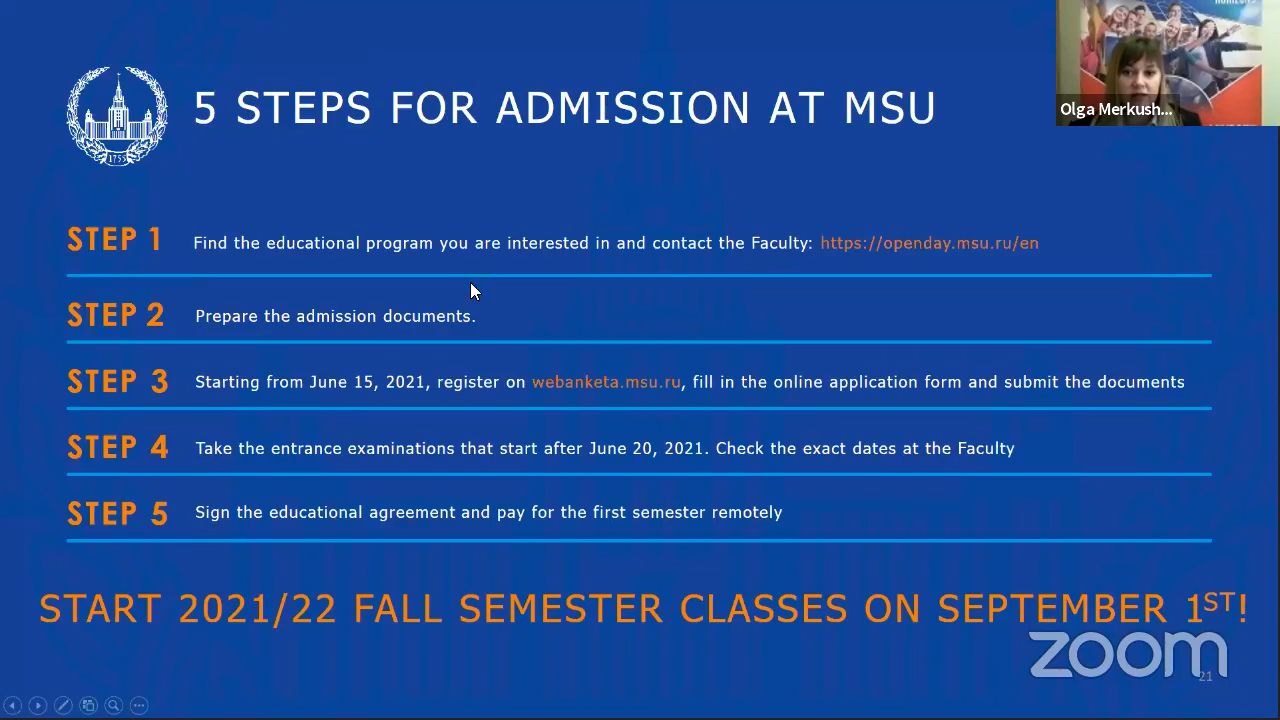 5 STEPS FOR ADMISSION AT MSU
1755
Olga Merkush...
STEP 1 Find the educational program you are interested in and contact the Faculty: https://openday.msu.ru/en
STEP 2 Prepare the admission documents.
STEP 3 Starting from June 15, 2021, register on webanketa.msu.ru, fill in the online application form and submit the documents
STEP 4 Take the entrance examinations that start after June 20, 2021. Check the exact dates at the Faculty
STEP 5 Sign the educational agreement and pay for the first semester remotely
START 2021/22 FALL SEMESTER CLASSES ON SEPTEMBER 1ST!
zoom
21